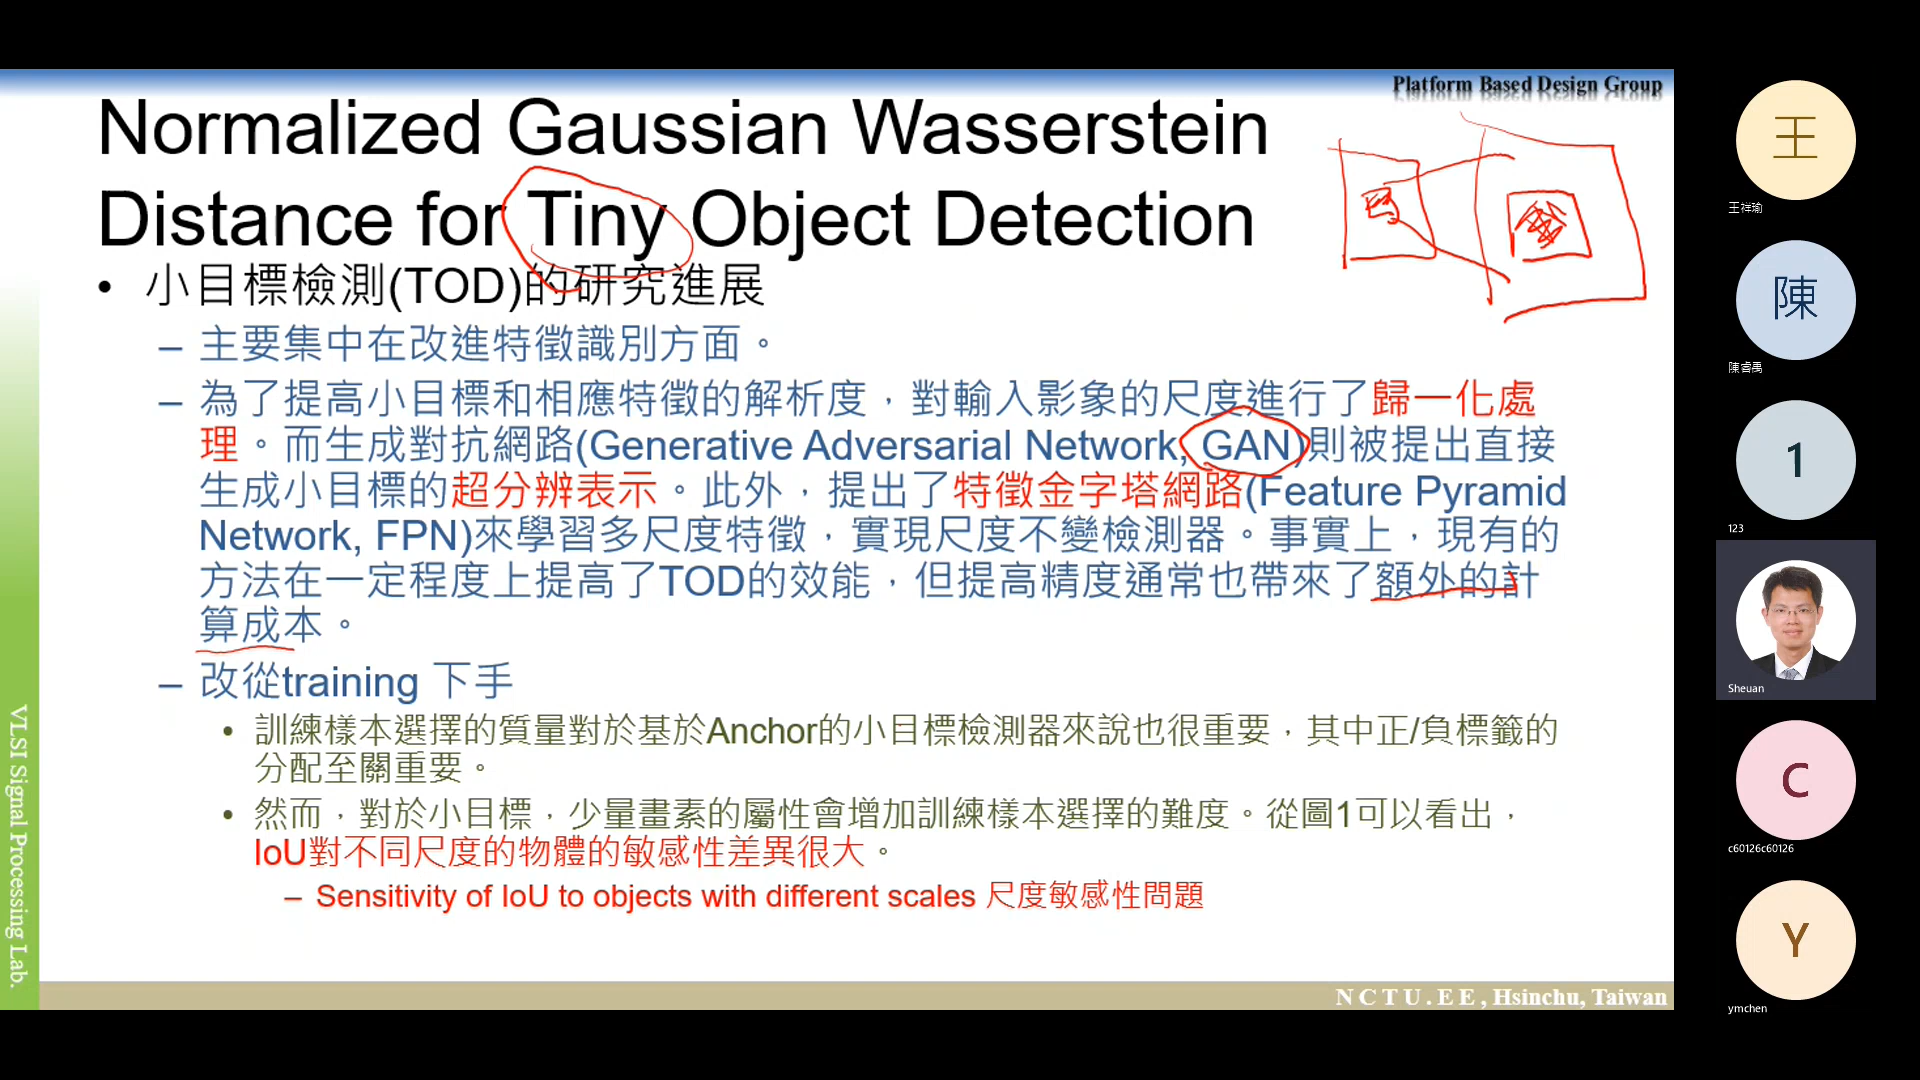 Platform Based Design Group
Normalized Gaussian Wasserstein
Distance for Tiny Object Detection
• 小目標檢測(TOD)的研究進展
– 主要集中在改進特徵識別方面。
– 為了提高小目標和相應特徵的解析度，對輸入影象的尺度進行了歸一化處
理。而生成對抗網路(Generative Adversarial Network, GAN)則被提出直接
生成小目標的超分辨表示。此外，提出了特徵金字塔網路(Feature Pyramid
Network, FPN)來學習多尺度特徵，實現尺度不變檢測器。事實上，現有的
方法在一定程度上提高了TOD的效能，但提高精度通常也帶來了額外的計
算成本。
– 改從training 下手
• 訓練樣本選擇的質量對於基於Anchor的小目標檢測器來說也很重要，其中正/負標籤的
分配至關重要。
• 然而，對於小目標，少量畫素的屬性會增加訓練樣本選擇的難度。從圖1可以看出，
IoU對不同尺度的物體的敏感性差異很大。
– Sensitivity of IoU to objects with different scales 尺度敏感性問題
VLSI Signal Processing Lab.
NCTU.EE, Hsinchu, Taiwan
王
王祥瑜
陳
陳睿禹
1
123
Sheuan
C
c60126c60126
Y
ymchen